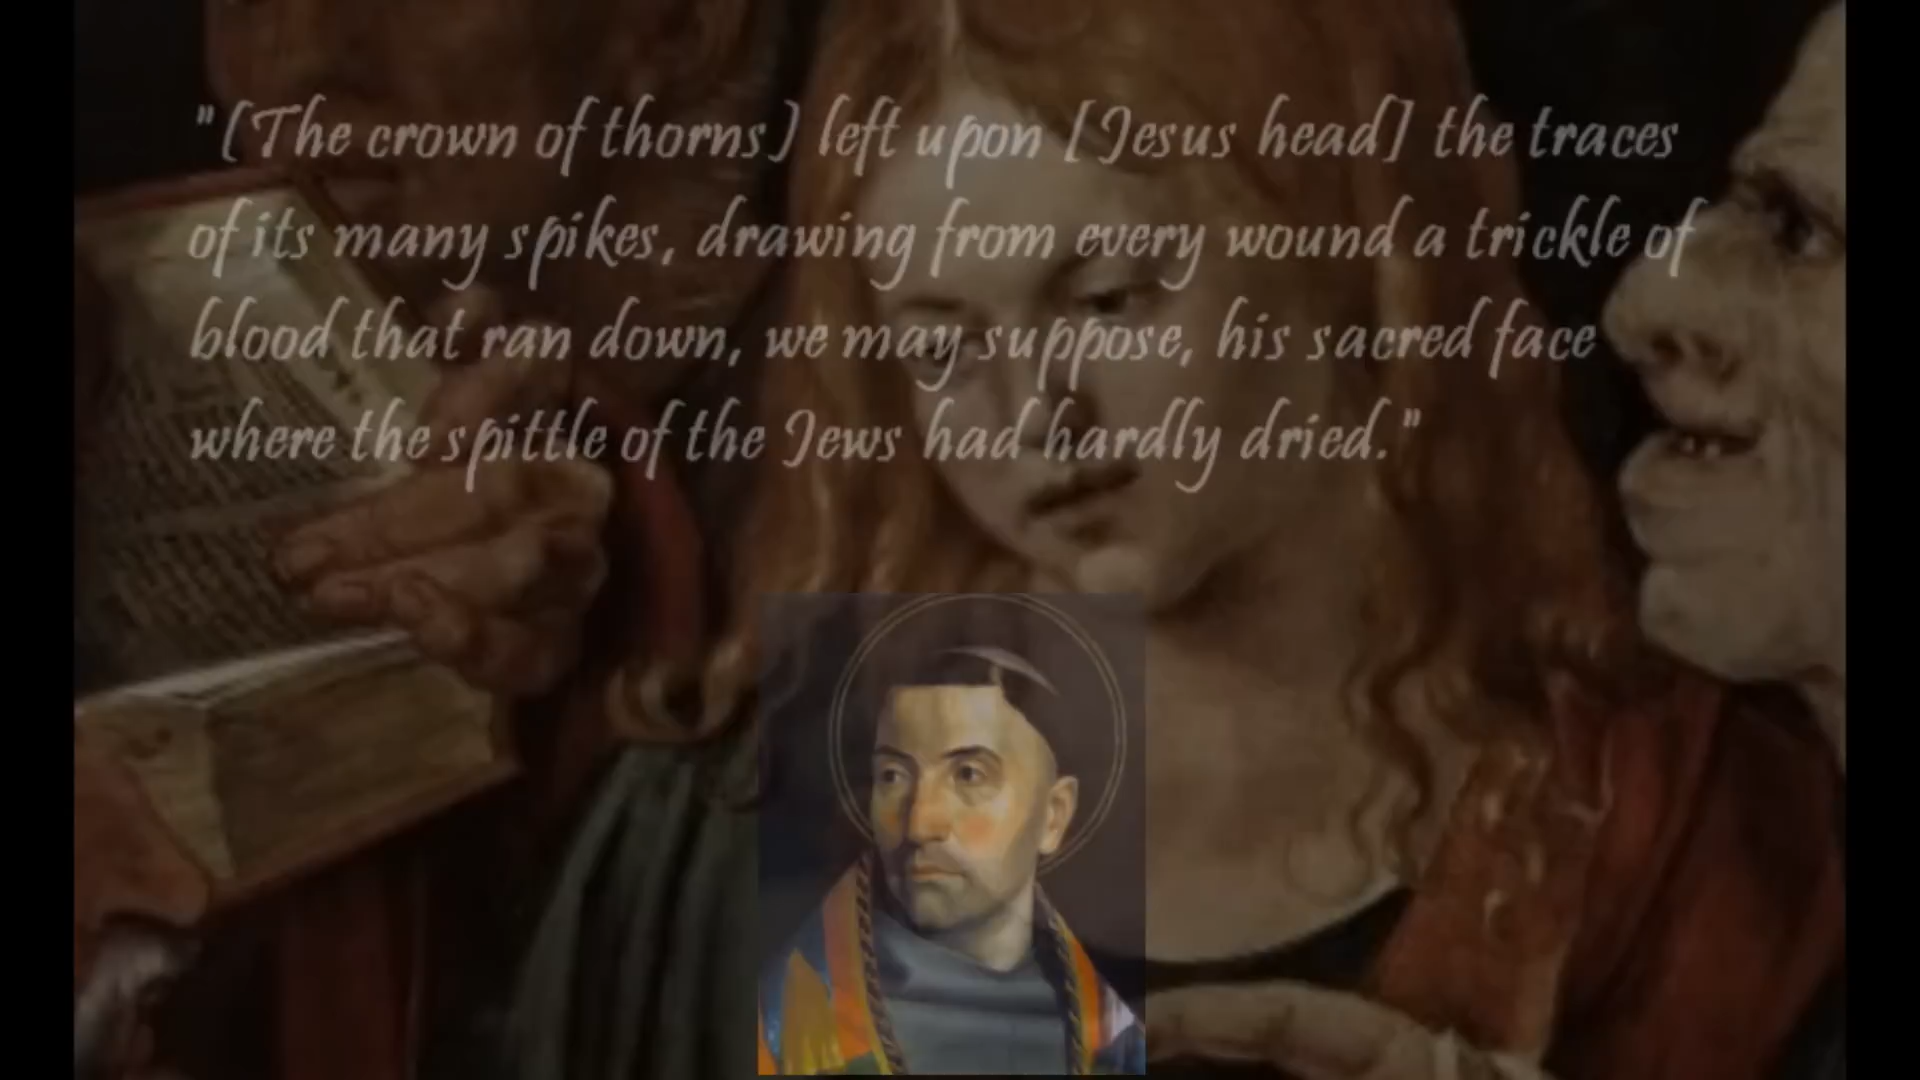 "(The crown of thorns) left upon [Jesus head] the traces
of its many spikes, drawing from every wound a trickle of
blood that ran down, we may suppose, his sacred face
where the spittle of the Jews had hardly dried."